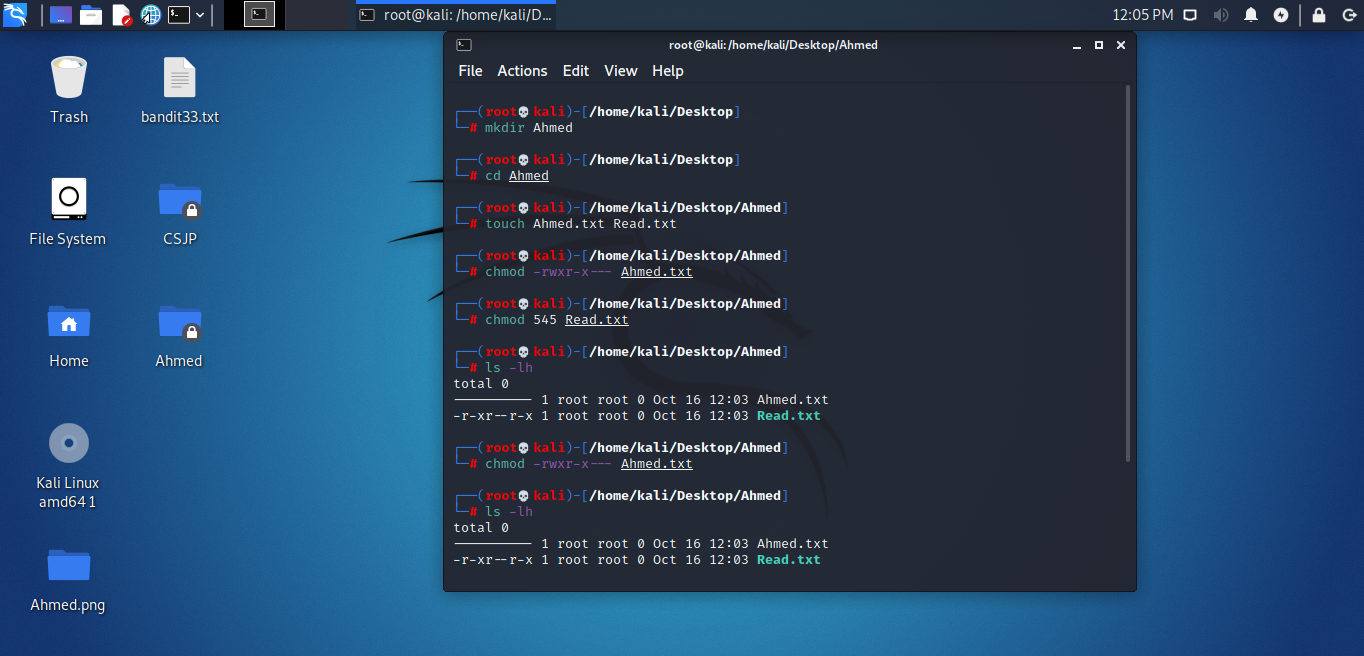 root@kali: /home/kali/D...
12:05 PM
Trash
bandit33.txt
File System
CSJP
Home
Ahmed
Kali Linux
amd64 1
Ahmed.png
root@kali: /home/kali/Desktop/Ahmed
File Actions Edit View Help
┌──(root💀kali)-[/home/kali/Desktop]
└─# mkdir Ahmed
┌──(root💀kali)-[/home/kali/Desktop]
└─# cd Ahmed
┌──(root💀kali)-[/home/kali/Desktop/Ahmed]
└─# touch Ahmed.txt Read.txt
┌──(root💀kali)-[/home/kali/Desktop/Ahmed]
└─# chmod -rwxr-x--- Ahmed.txt
┌──(root💀kali)-[/home/kali/Desktop/Ahmed]
└─# chmod 545 Read.txt
┌──(root💀kali)-[/home/kali/Desktop/Ahmed]
└─# ls -lh
total 0
---------- 1 root root 0 Oct 16 12:03 Ahmed.txt
-r-xr--r-x 1 root root 0 Oct 16 12:03 Read.txt
┌──(root💀kali)-[/home/kali/Desktop/Ahmed]
└─# chmod -rwxr-x--- Ahmed.txt
┌──(root💀kali)-[/home/kali/Desktop/Ahmed]
└─# ls -lh
total 0
---------- 1 root root 0 Oct 16 12:03 Ahmed.txt
-r-xr--r-x 1 root root 0 Oct 16 12:03 Read.txt